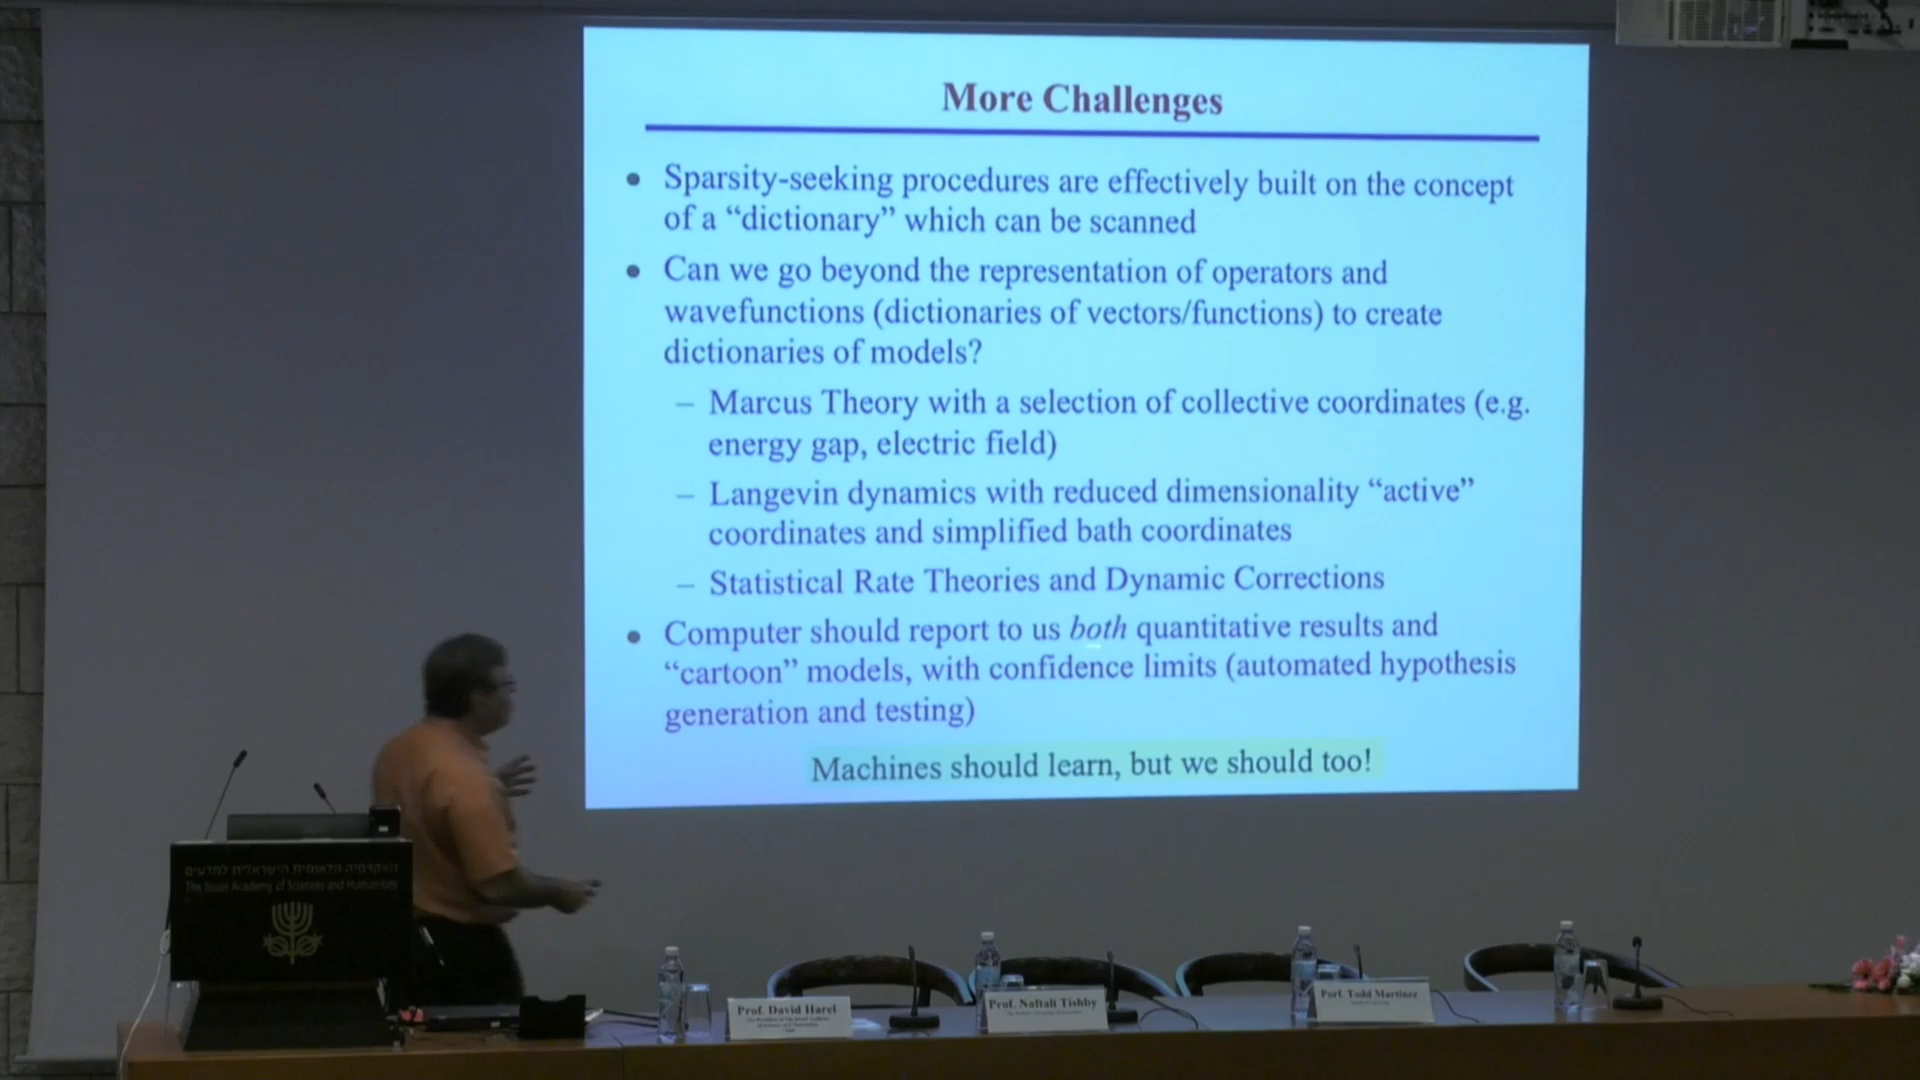 More Challenges
• Sparsity-seeking procedures are effectively built on the concept
of a “dictionary” which can be scanned
• Can we go beyond the representation of operators and
wavefunctions (dictionaries of vectors/functions) to create
dictionaries of models?
– Marcus Theory with a selection of collective coordinates (e.g.
energy gap, electric field)
– Langevin dynamics with reduced dimensionality “active”
coordinates and simplified bath coordinates
– Statistical Rate Theories and Dynamic Corrections
• Computer should report to us both quantitative results and
“cartoon” models, with confidence limits (automated hypothesis
generation and testing)
Machines should learn, but we should too!
האקדמיה הלאומית הישראלית למדעים
The Israel Academy of Sciences and Humanities
Prof. David Harel
Prof. Naftali Tishby
Porf. Todd Martinez